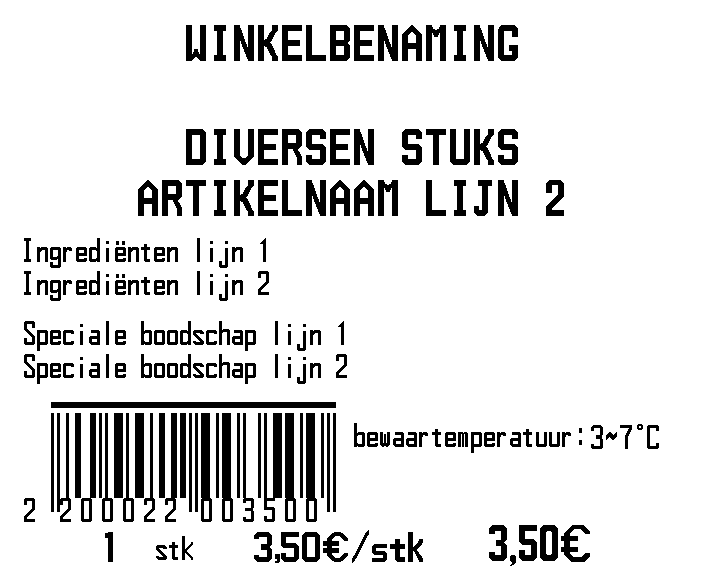 WINKELBENAMING
DIVERSEN STUKS
ARTIKELNAAM LIJN 2
Ingrediënten lijn 1
Ingrediënten lijn 2
Speciale boodschap lijn 1
Speciale boodschap lijn 2
bewaartemperatuur:3~7°C
2 200022 003500
1 stk 3,50€/stk 3,50€